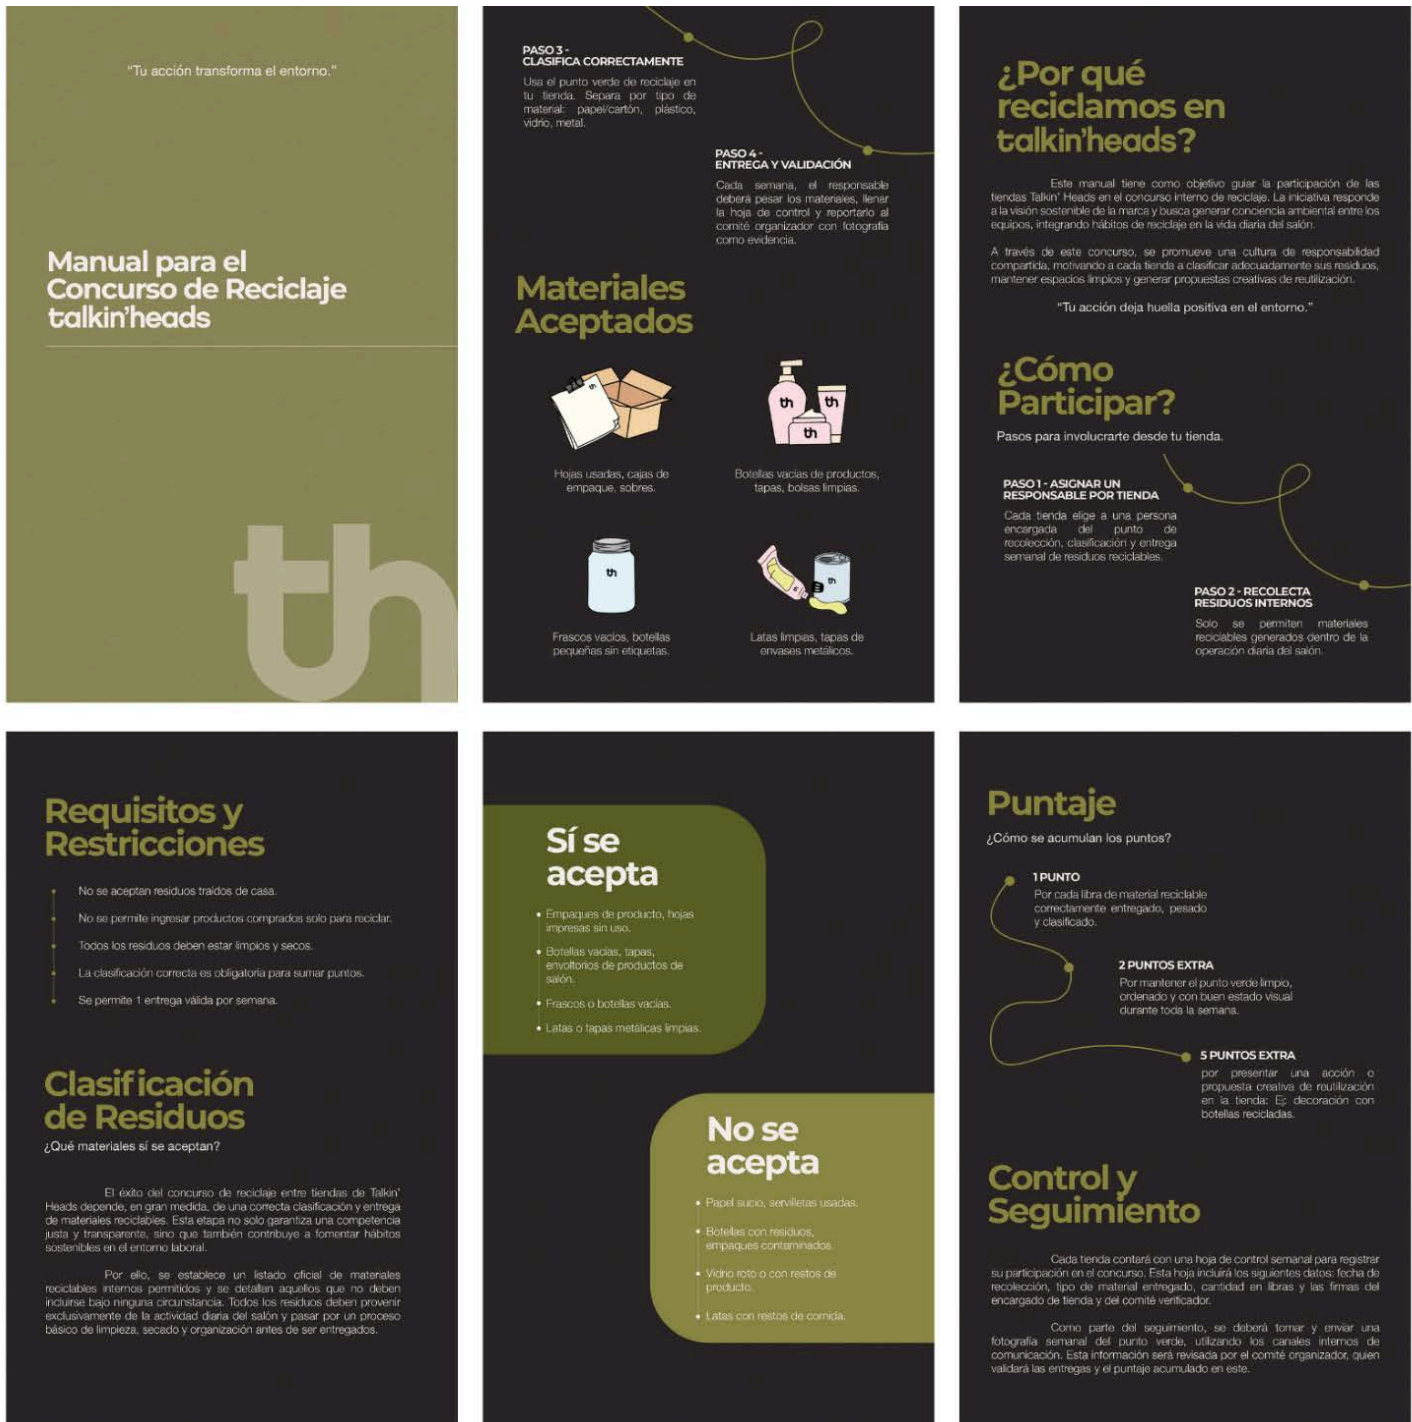 “Tu acción transforma el entorno.”
Manual para el
Concurso de Reciclaje
talkin’heads
th
PASO 3 -
CLASIFICA CORRECTAMENTE
Usa el punto verde de reciclaje en
tu tienda. Separa por tipo de
material: papel/cartón, plástico,
vidrio, metal.
PASO 4 -
ENTREGA Y VALIDACIÓN
Cada semana, el responsable
deberá pesar los materiales, llenar
la hoja de control y reportarlo al
comité organizador con fotografía
como evidencia.
Materiales
Aceptados
th
th
th
th
Hojas usadas, cajas de
empaque, sobres.
Botellas vacías de productos,
tapas, bolsas limpias.
th
th
Frascos vacíos, botellas
pequeñas sin etiquetas.
Latas limpias, tapas de
envases metálicos.
¿Por qué
reciclamos en
talkin’heads?
Este manual tiene como objetivo guiar la participación de las
tiendas Talkin’ Heads en el concurso interno de reciclaje. La iniciativa responde
a la visión sostenible de la marca y busca generar conciencia ambiental entre los
equipos, integrando hábitos de reciclaje en la vida diaria del salón.
A través de este concurso, se promueve una cultura de responsabilidad
compartida, motivando a cada tienda a clasificar adecuadamente sus residuos,
mantener espacios limpios y generar propuestas creativas de reutilización.
“Tu acción deja huella positiva en el entorno.”
¿Cómo
Participar?
Pasos para involucrarte desde tu tienda.
PASO 1 - ASIGNAR UN
RESPONSABLE POR TIENDA
Cada tienda elige a una persona
encargada del punto de
recolección, clasificación y entrega
semanal de residuos reciclables.
PASO 2 - RECOLECTA
RESIDUOS INTERNOS
Solo se permiten materiales
reciclables generados dentro de la
operación diaria del salón.
Requisitos y
Restricciones
No se aceptan residuos traídos de casa.
No se permite ingresar productos comprados solo para reciclar.
Todos los residuos deben estar limpios y secos.
La clasificación correcta es obligatoria para sumar puntos.
Se permite 1 entrega válida por semana.
Clasificación
de Residuos
¿Qué materiales sí se aceptan?
El éxito del concurso de reciclaje entre tiendas de Talkin’
Heads depende, en gran medida, de una correcta clasificación y entrega
de materiales reciclables. Esta etapa no solo garantiza una competencia
justa y transparente, sino que también contribuye a fomentar hábitos
sostenibles en el entorno laboral.
Por ello, se establece un listado oficial de materiales
reciclables internos permitidos y se detallan aquellos que no deben
incluirse bajo ninguna circunstancia. Todos los residuos deben provenir
exclusivamente de la actividad diaria del salón y pasar por un proceso
básico de limpieza, secado y organización antes de ser entregados.
Sí se
acepta
• Empaques de producto, hojas
impresas sin uso.
• Botellas vacías, tapas,
envoltorios de productos de
salón.
• Frascos o botellas vacías.
• Latas o tapas metálicas limpias.
No se
acepta
• Papel sucio, servilletas usadas.
• Botellas con residuos,
empaques contaminados.
• Vidrio roto o con restos de
producto.
• Latas con restos de comida.
Puntaje
¿Cómo se acumulan los puntos?
1 PUNTO
Por cada libra de material reciclable
correctamente entregado, pesado
y clasificado.
2 PUNTOS EXTRA
Por mantener el punto verde limpio,
ordenado y con buen estado visual
durante toda la semana.
5 PUNTOS EXTRA
por presentar una acción o
propuesta creativa de reutilización
en la tienda: Ej: decoración con
botellas recicladas.
Control y
Seguimiento
Cada tienda contará con una hoja de control semanal para registrar
su participación en el concurso. Esta hoja incluirá los siguientes datos: fecha de
recolección, tipo de material entregado, cantidad en libras y las firmas del
encargado de tienda y del comité verificador.
Como parte del seguimiento, se deberá tomar y enviar una
fotografía semanal del punto verde, utilizando los canales internos de
comunicación. Esta información será revisada por el comité organizador, quien
validará las entregas y el puntaje acumulado en este.